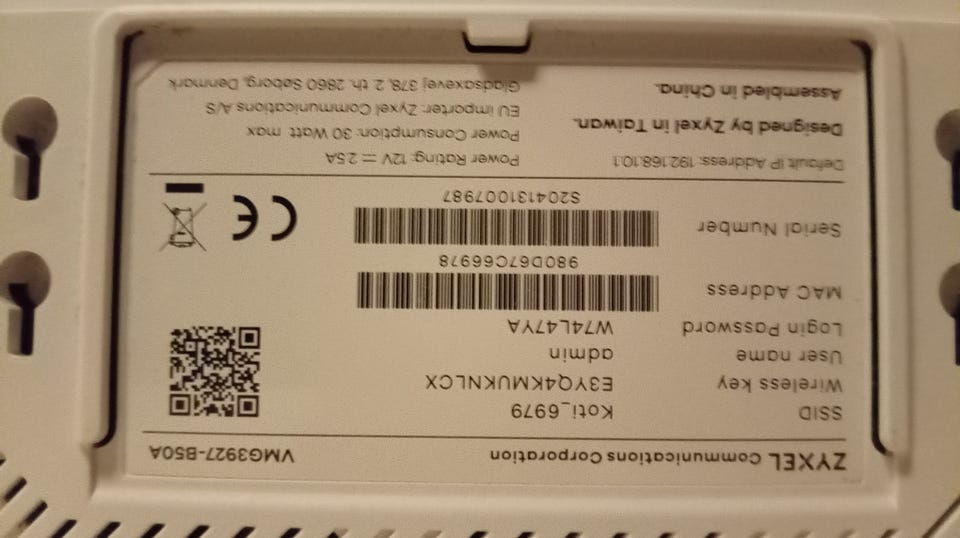 ZYXEL Communications Corporation VMG3927-B50A
SSID Koti_6979
Wireless key E3YQ4KMUKNLCX
User name admin
Login Password W74L47YA
MAC Address
980D67C66978
Serial Number
S204131007987
Default IP Address: 192.168.10.1
Designed by Zyxel in Taiwan.
Assembled in China.
Power Rating: 12V ⎓ 2.5A
Power Consumption: 30 Watt max
EU importer: Zyxel Communications A/S
Gladsaxevej 378, 2. th. 2860 Søborg, Denmark
CE